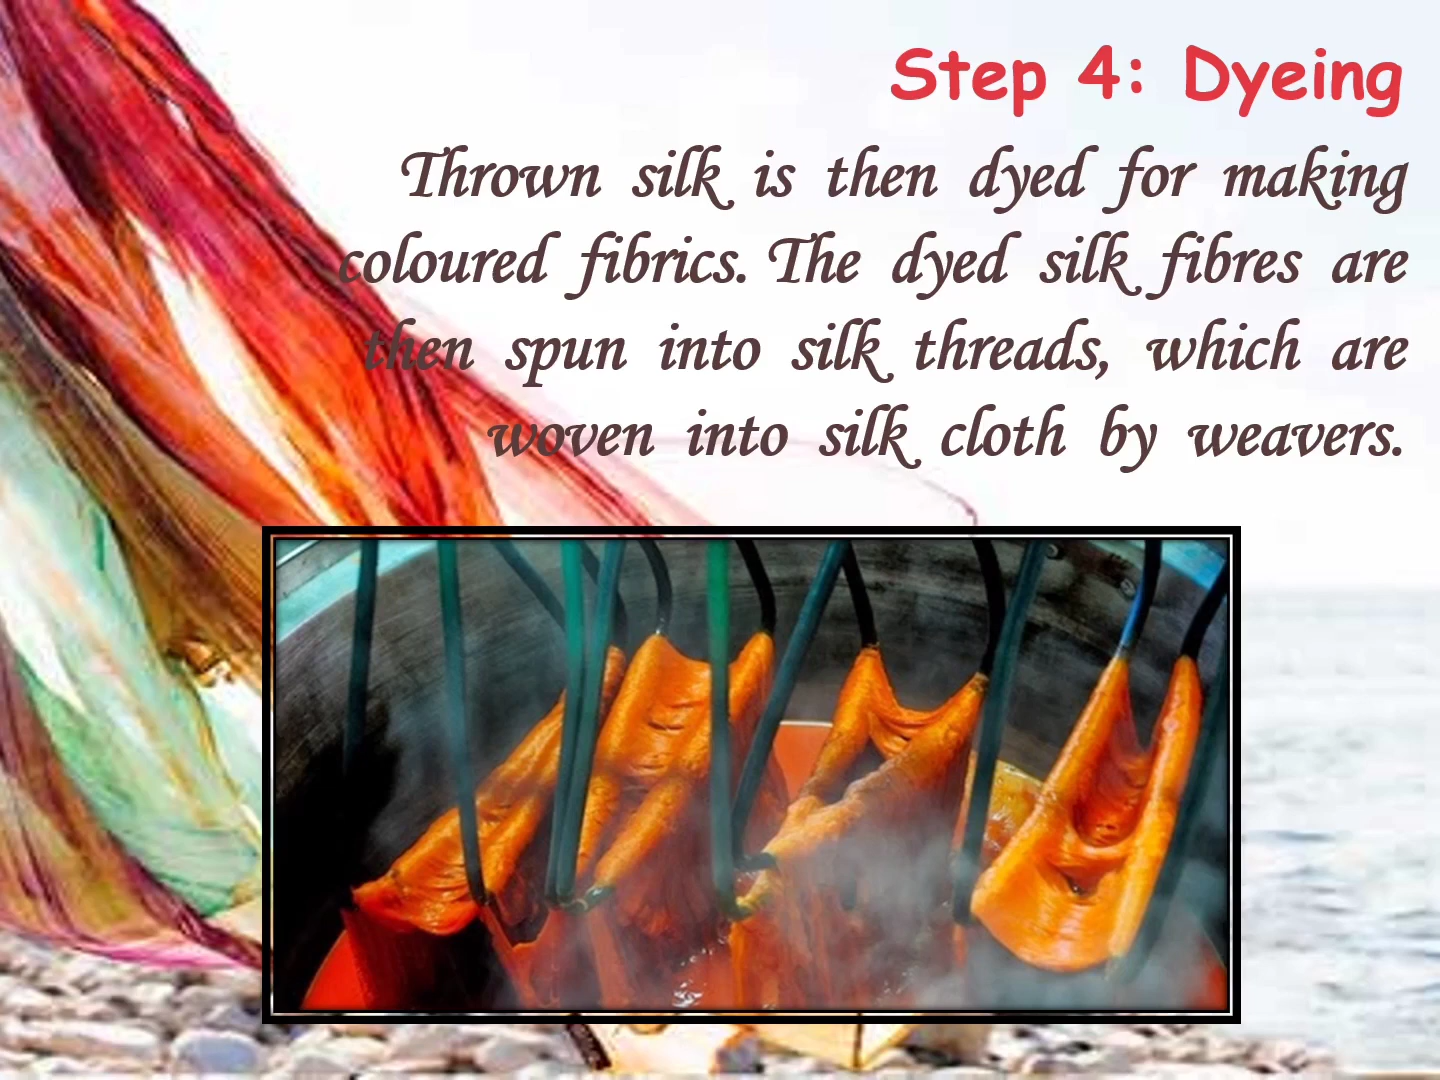 Step 4: Dyeing
Thrown silk is then dyed for making
coloured fibrics. The dyed silk fibres are
then spun into silk threads, which are
woven into silk cloth by weavers.